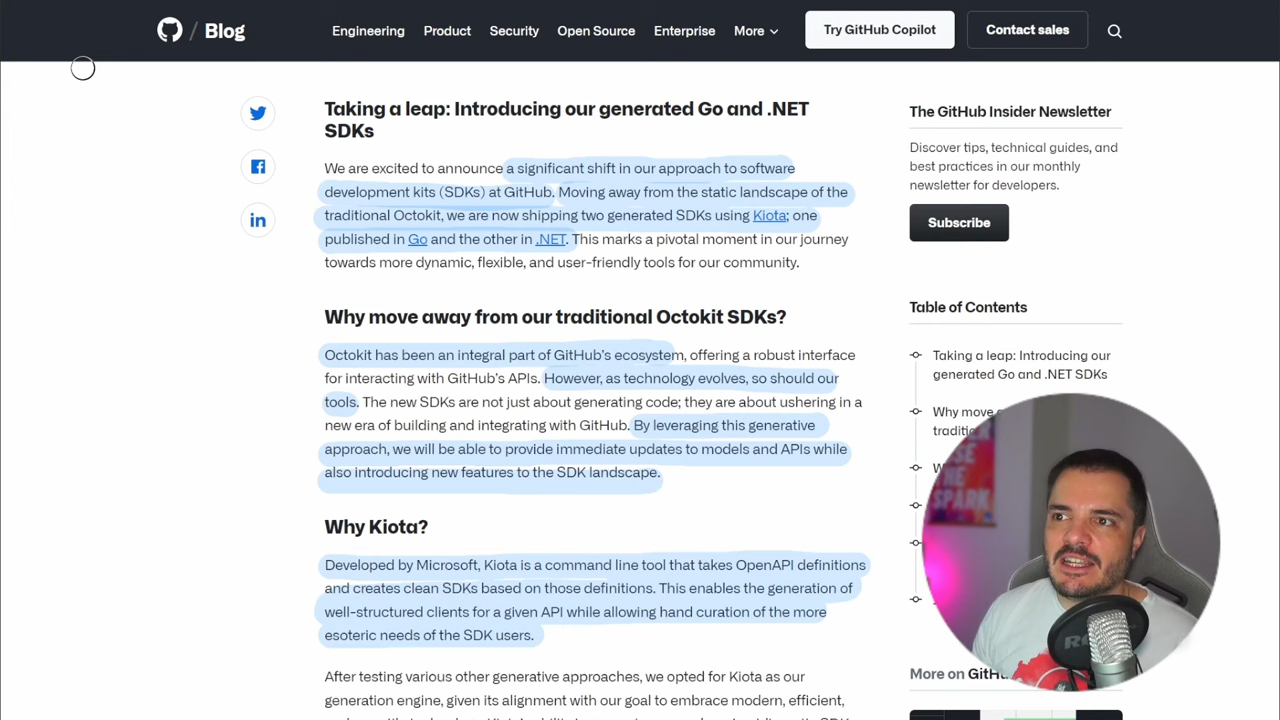 / Blog
Engineering
Product
Security
Open Source
Enterprise
More
Try GitHub Copilot
Contact sales
Taking a leap: Introducing our generated Go and .NET
SDKs
We are excited to announce a significant shift in our approach to software
development kits (SDKs) at GitHub. Moving away from the static landscape of the
traditional Octokit, we are now shipping two generated SDKs using Kiota; one
published in Go and the other in .NET. This marks a pivotal moment in our journey
towards more dynamic, flexible, and user-friendly tools for our community.
Why move away from our traditional Octokit SDKs?
Octokit has been an integral part of GitHub's ecosystem, offering a robust interface
for interacting with GitHub's APIs. However, as technology evolves, so should our
tools. The new SDKs are not just about generating code; they are about ushering in a
new era of building and integrating with GitHub. By leveraging this generative
approach, we will be able to provide immediate updates to models and APIs while
also introducing new features to the SDK landscape.
Why Kiota?
Developed by Microsoft, Kiota is a command line tool that takes OpenAPI definitions
and creates clean SDKs based on those definitions. This enables the generation of
well-structured clients for a given API while allowing hand curation of the more
esoteric needs of the SDK users.
After testing various other generative approaches, we opted for Kiota as our
generation engine, given its alignment with our goal to embrace modern, efficient,
The GitHub Insider Newsletter
Discover tips, technical guides, and
best practices in our monthly
newsletter for developers.
Subscribe
Table of Contents
Taking a leap: Introducing our
generated Go and .NET SDKs
Why move
THE
SPARK
More on